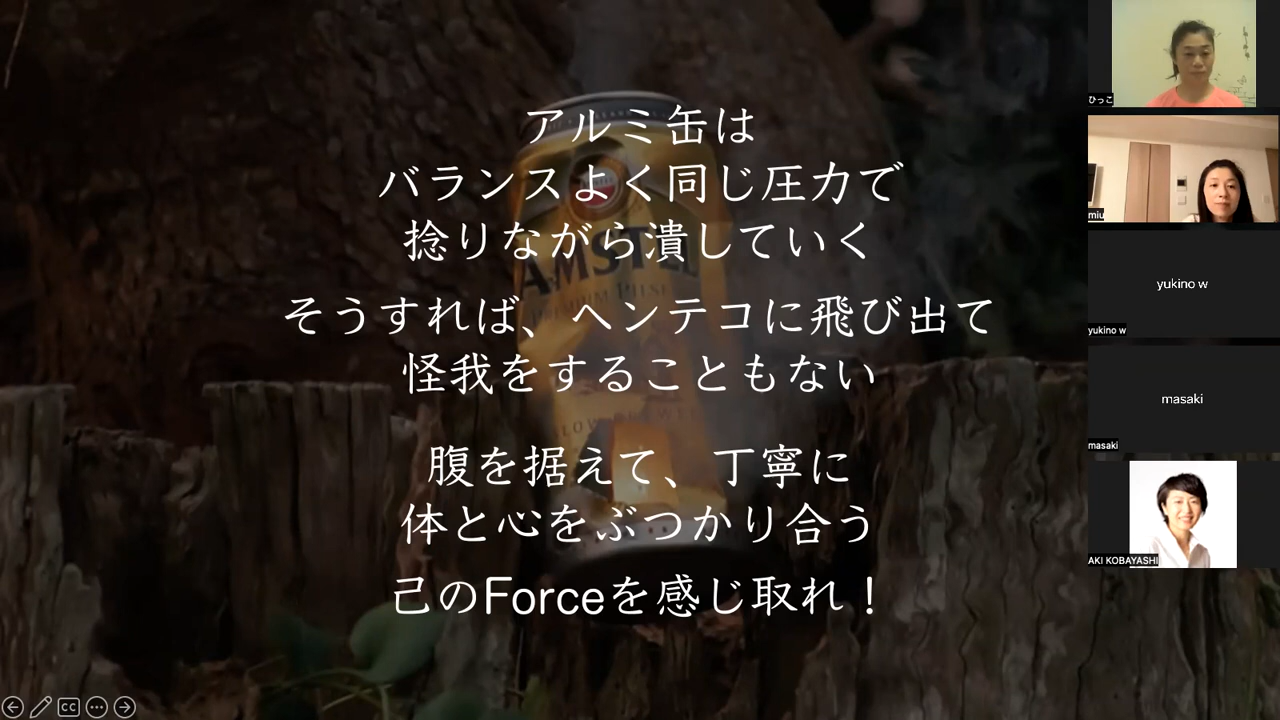 アルミ缶は
バランスよく同じ圧力で
捻りながら潰していく
そうすれば、ヘンテコに飛び出て
怪我をすることもない
腹を据えて、丁寧に
体と心をぶつかり合う
己のForceを感じ取れ！
AMSTEL
ひっこ
miu
yukino w
yukino w
masaki
masaki
AKI KOBAYASHI
CC